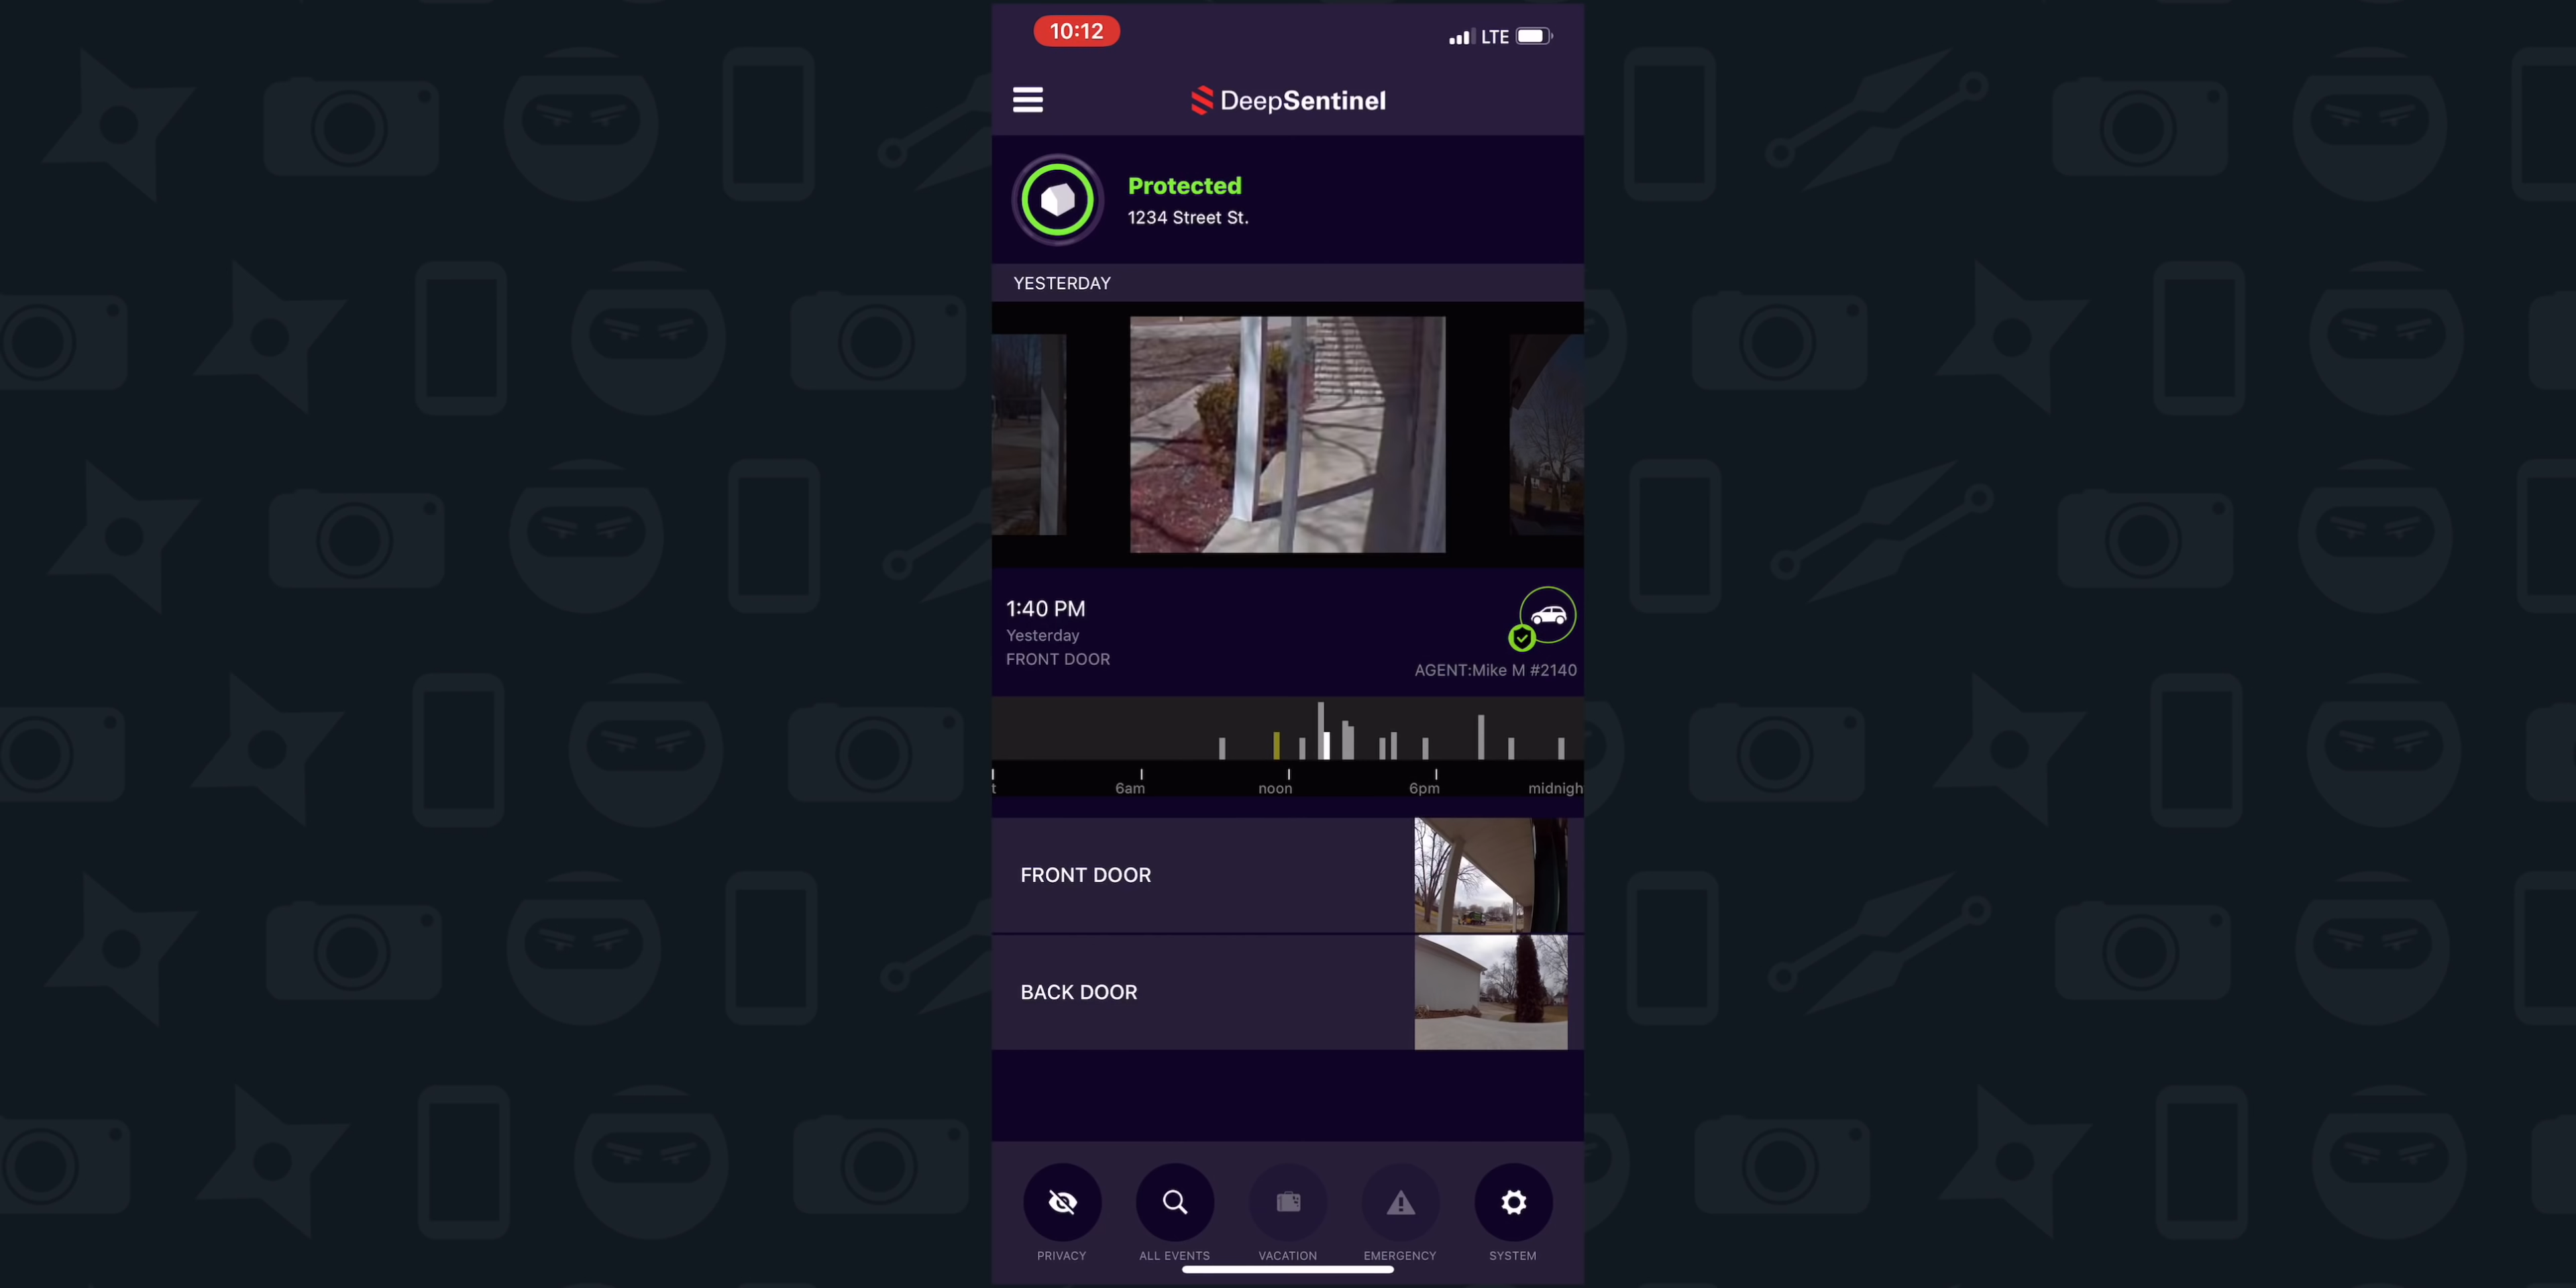 10:12
LTE
DeepSentinel
Protected
1234 Street St.
YESTERDAY
1:40 PM
Yesterday
FRONT DOOR
AGENT:Mike M #2140
t 6am noon 6pm midnigh
FRONT DOOR
BACK DOOR
PRIVACY ALL EVENTS VACATION EMERGENCY SYSTEM